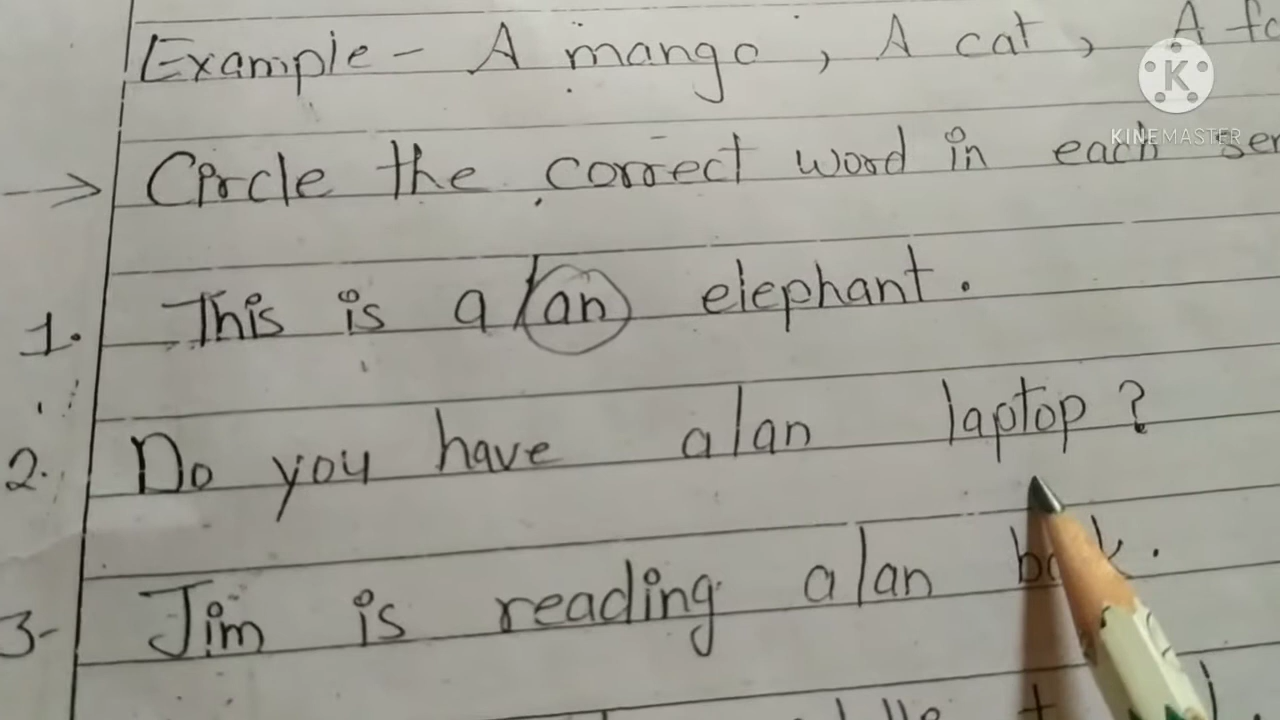 Example - A mango, A cat, A
K
KINEMASTER
→ Circle the correct word in each
1. This is a/an elephant.
2. Do you have a/an laptop?
3- Jim is reading a/an book.